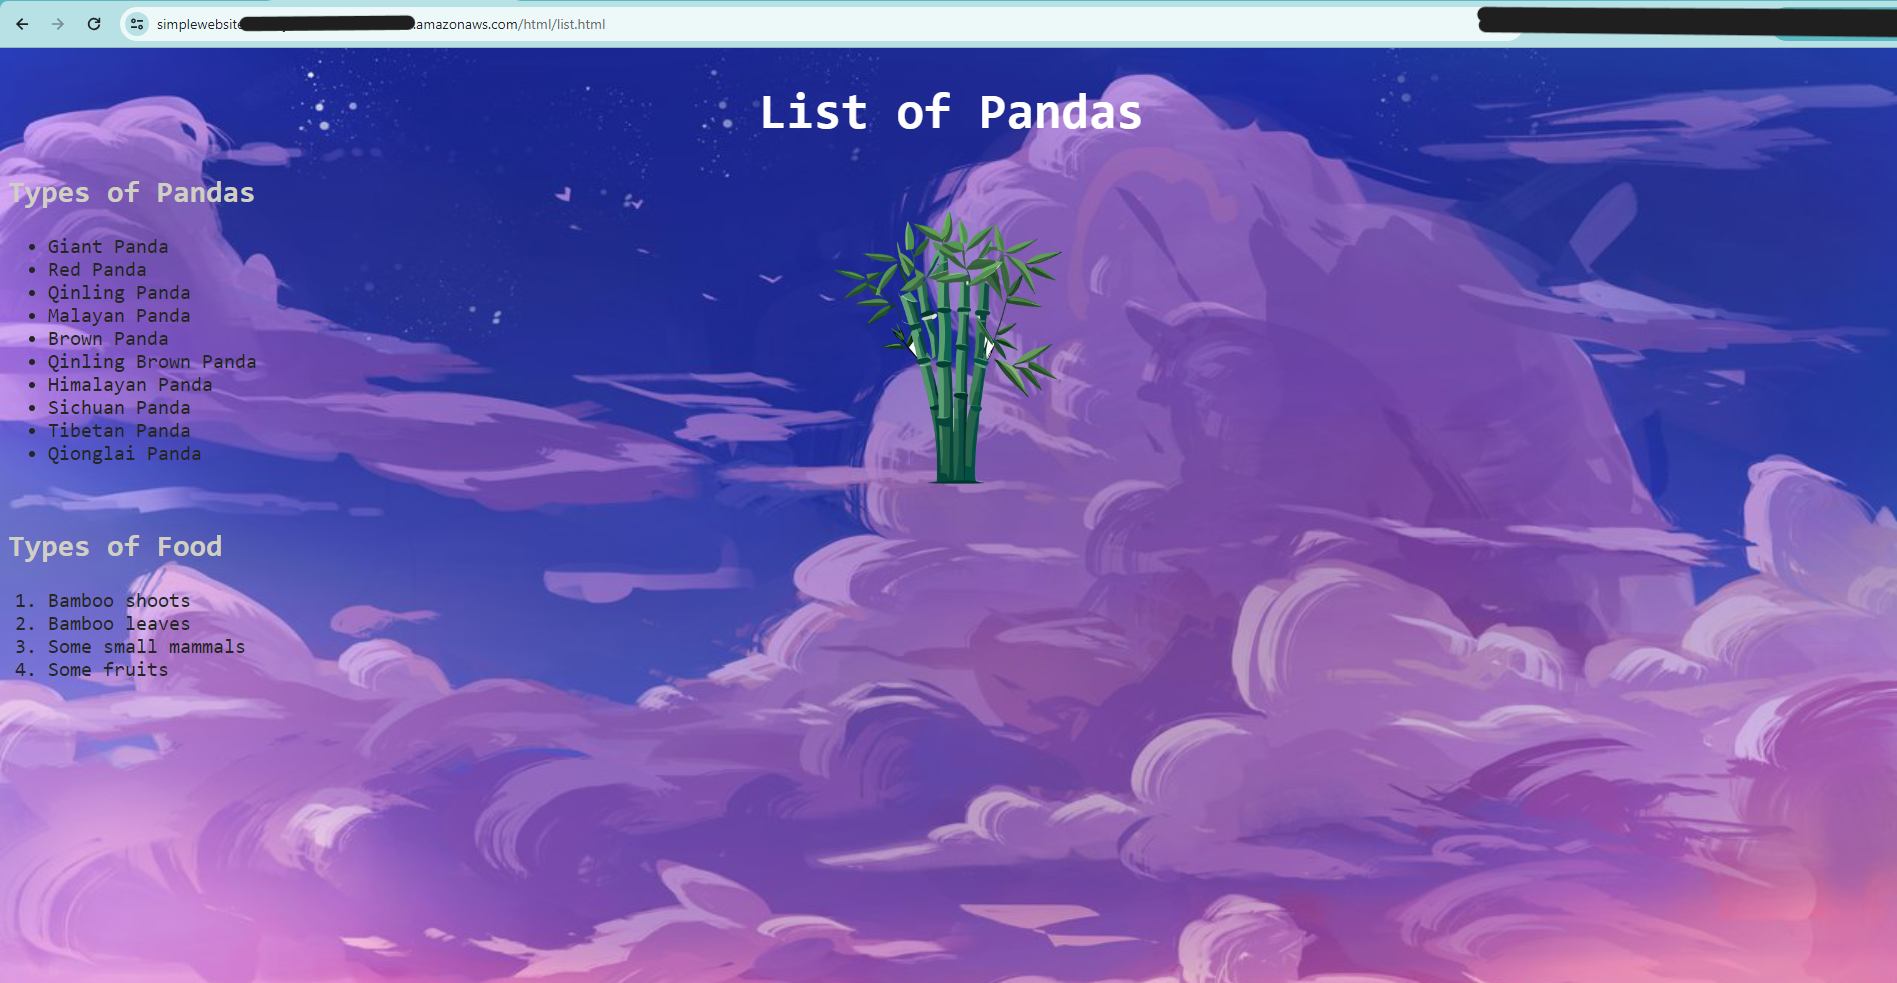 simplewebsite
.amazonaws.com/html/list.html
List of Pandas
Types of Pandas
• Giant Panda
• Red Panda
• Qinling Panda
• Malayan Panda
• Brown Panda
• Qinling Brown Panda
• Himalayan Panda
• Sichuan Panda
• Tibetan Panda
• Qionglai Panda
Types of Food
1. Bamboo shoots
2. Bamboo leaves
3. Some small mammals
4. Some fruits